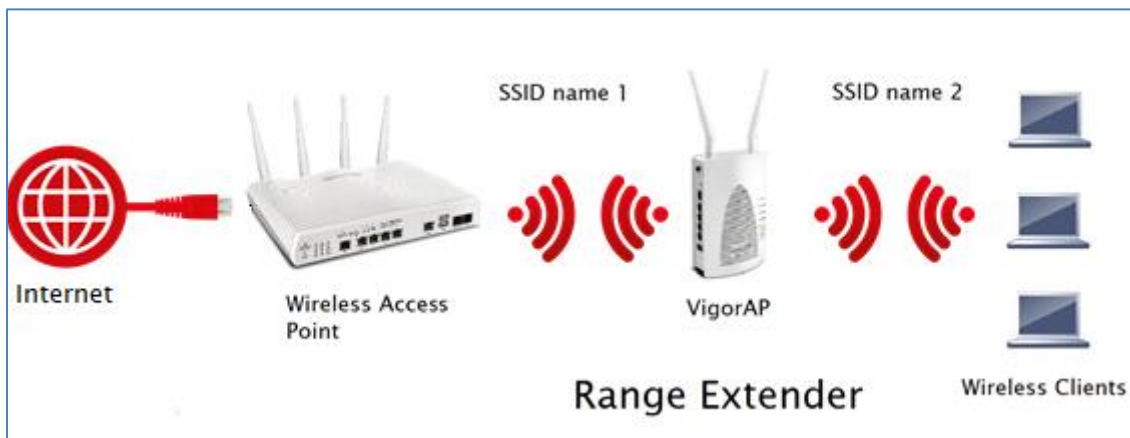 SSID name 1
SSID name 2
Internet
Wireless Access
Point
VigorAP
Range Extender
Wireless Clients